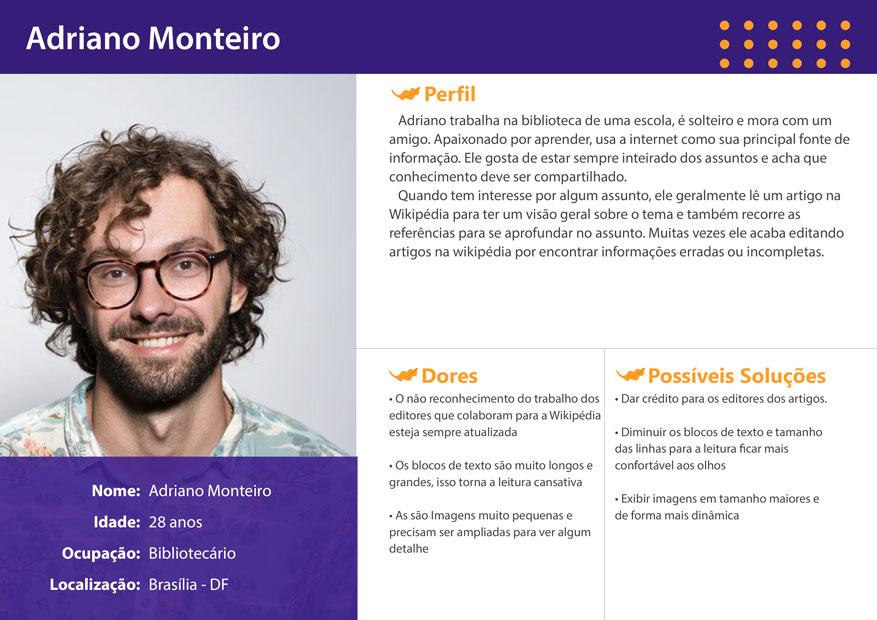 Adriano Monteiro
Perfil
Adriano trabalha na biblioteca de uma escola, é solteiro e mora com um
amigo. Apaixonado por aprender, usa a internet como sua principal fonte de
informação. Ele gosta de estar sempre inteirado dos assuntos e acha que
conhecimento deve ser compartilhado.
Quando tem interesse por algum assunto, ele geralmente lê um artigo na
Wikipédia para ter um visão geral sobre o tema e também recorre as
referências para se aprofundar no assunto. Muitas vezes ele acaba editando
artigos na wikipédia por encontrar informações erradas ou incompletas.
Dores
• O não reconhecimento do trabalho dos
editores que colaboram para a Wikipédia
esteja sempre atualizada
• Os blocos de texto são muito longos e
grandes, isso torna a leitura cansativa
• As são Imagens muito pequenas e
precisam ser ampliadas para ver algum
detalhe
Possíveis Soluções
• Dar crédito para os editores dos artigos.
• Diminuir os blocos de texto e tamanho
das linhas para a leitura ficar mais
confortável aos olhos
• Exibir imagens em tamanho maiores e
de forma mais dinâmica
Nome: Adriano Monteiro
Idade: 28 anos
Ocupação: Bibliotecário
Localização: Brasília - DF